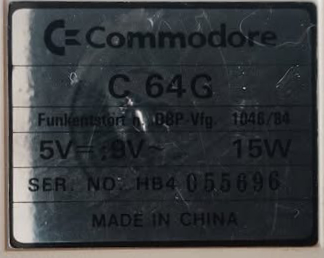 Commodore
C 64G
Funkentstört n. DBP-Vfg. 1046/84
5V=,9V~ 15W
SER. NO. HB4 055696
MADE IN CHINA